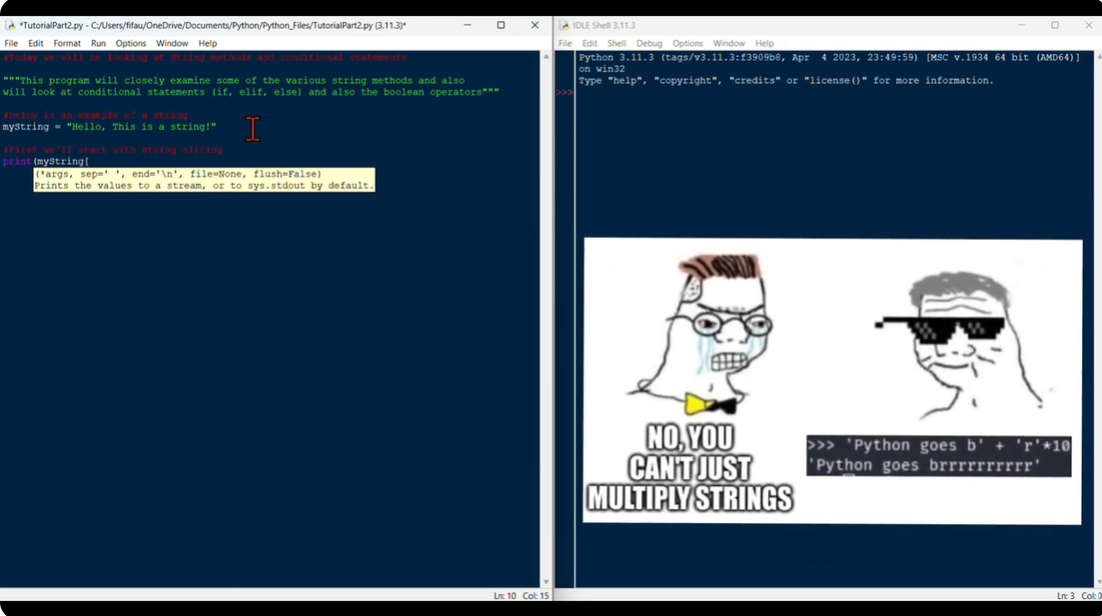 *TutorialPart2.py - C:/Users/fifau/OneDrive/Documents/Python/Python_Files/TutorialPart2.py (3.11.3)*
File Edit Format Run Options Window Help
#Today we will be looking at String methods and conditional statements
"""This program will closely examine some of the various string methods and also
will look at conditional statements (if, elif, else) and also the boolean operators"""
#below is an example of a string
myString = "Hello, This is a string!"
#First we'll start with string slicing
print(myString[
(*args, sep=' ', end='\n', file=None, flush=False)
Prints the values to a stream, or to sys.stdout by default.
Ln: 10 Col: 15
IDLE Shell 3.11.3
File Edit Shell Debug Options Window Help
Python 3.11.3 (tags/v3.11.3:f3909b8, Apr 4 2023, 23:49:59) [MSC v.1934 64 bit (AMD64)]
on win32
Type "help", "copyright", "credits" or "license()" for more information.
>>>
NO, YOU
CAN'T JUST
MULTIPLY STRINGS
>>> 'Python goes b' + 'r'*10
'Python goes brrrrrrrrrr'
Ln: 3 Col: 0